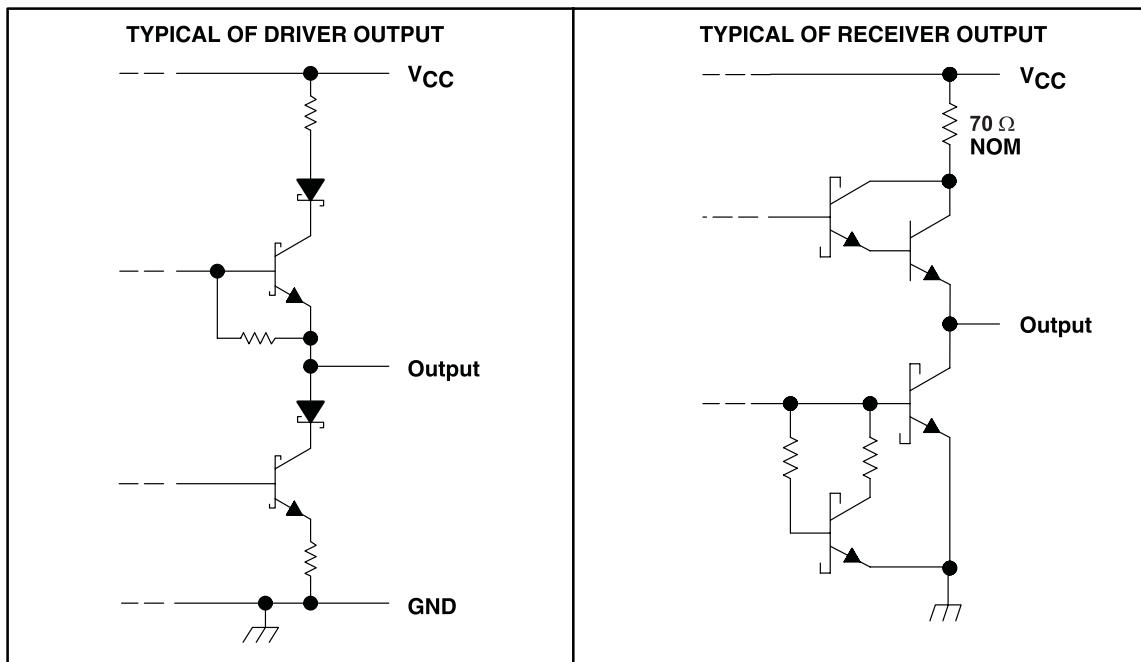 TYPICAL OF DRIVER OUTPUT
VCC
Output
GND
TYPICAL OF RECEIVER OUTPUT
VCC
70 Ω
NOM
Output